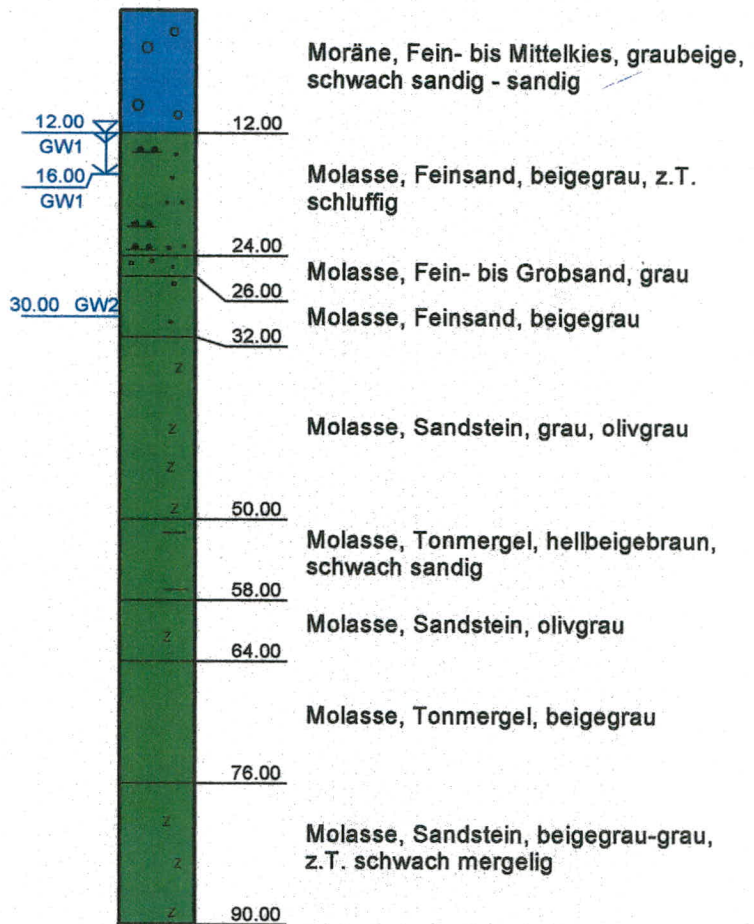 Moräne, Fein- bis Mittelkies, graubeige,
schwach sandig - sandig
12.00
GW1
12.00
16.00
GW1
Molasse, Feinsand, beigegrau, z.T.
schluffig
24.00
Molasse, Fein- bis Grobsand, grau
26.00
30.00 GW2
Molasse, Feinsand, beigegrau
32.00
Molasse, Sandstein, grau, olivgrau
50.00
Molasse, Tonmergel, hellbeigebraun,
schwach sandig
58.00
Molasse, Sandstein, olivgrau
64.00
Molasse, Tonmergel, beigegrau
76.00
Molasse, Sandstein, beigegrau-grau,
z.T. schwach mergelig
90.00